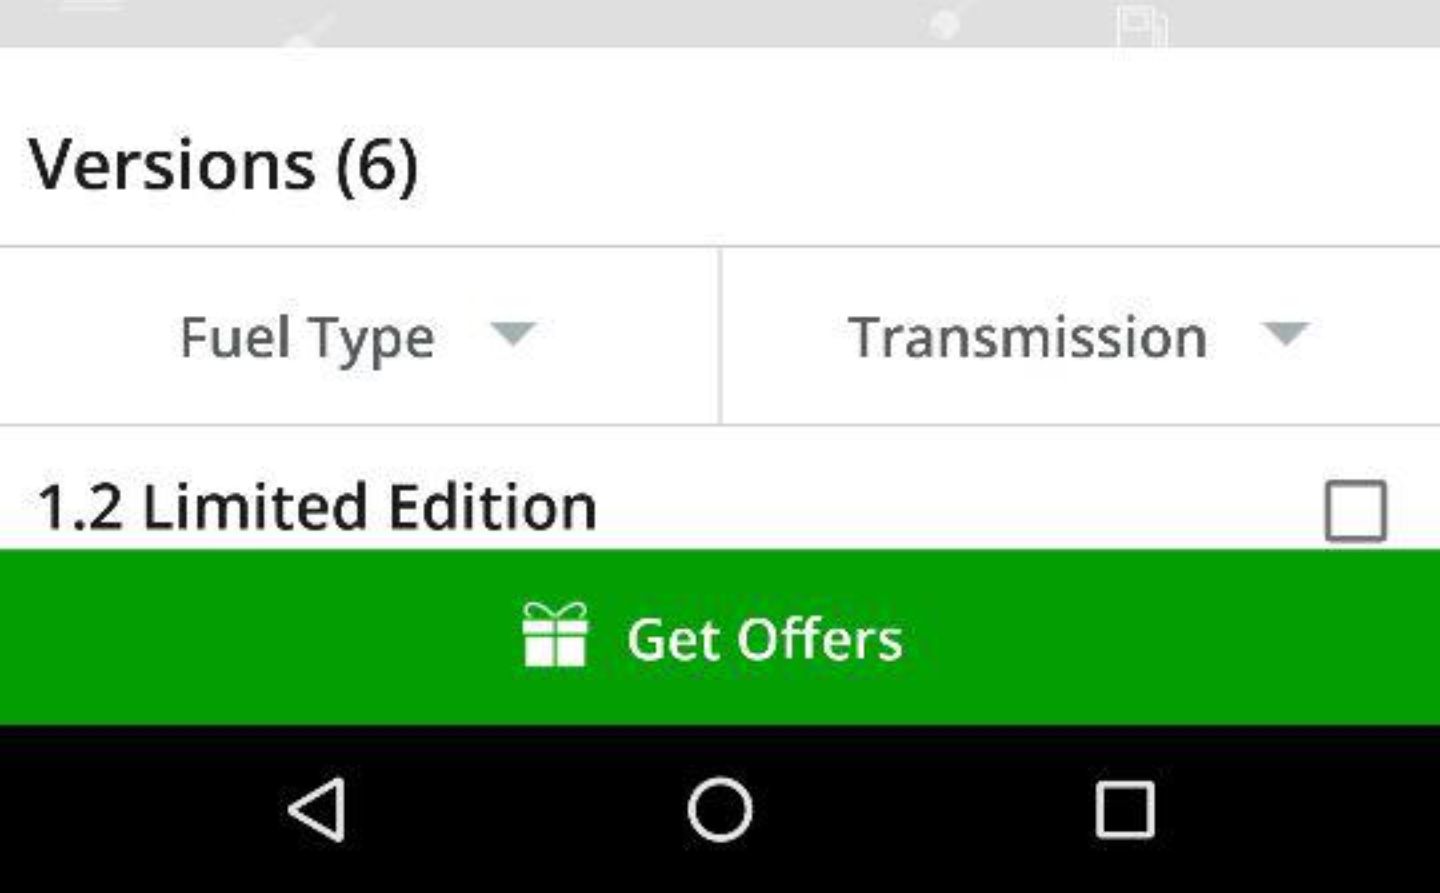 Versions (6)
Fuel Type
Transmission
1.2 Limited Edition
Get Offers